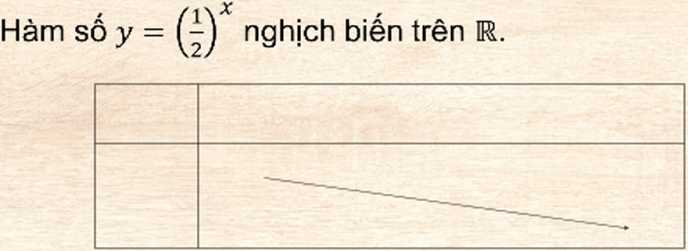 Hàm số y = (1/2)^x nghịch biến trên ℝ.